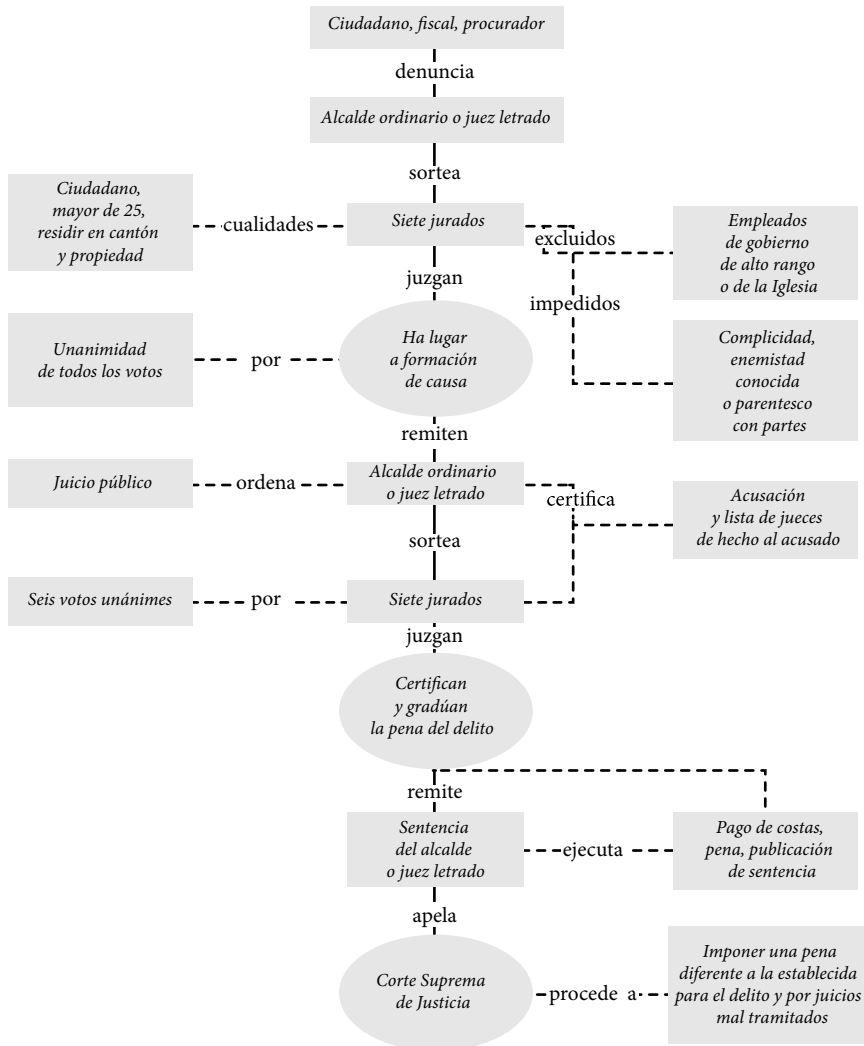 Ciudadano, fiscal, procurador
denuncia
Alcalde ordinario o juez letrado
sortea
Ciudadano,
mayor de 25,
residir en cantón
y propiedad
cualidades
Siete jurados
excluidos
Empleados
de gobierno
de alto rango
o de la Iglesia
juzgan
impedidos
Unanimidad
de todos los votos
por
Ha lugar
a formación
de causa
Complicidad,
enemistad
conocida
o parentesco
con partes
remiten
Juicio público
ordena
Alcalde ordinario
o juez letrado
certifica
Acusación
y lista de jueces
de hecho al acusado
sortea
Seis votos unánimes
por
Siete jurados
juzgan
Certifican
y gradúan
la pena del delito
remite
Sentencia
del alcalde
o juez letrado
ejecuta
Pago de costas,
pena, publicación
de sentencia
apela
Corte Suprema
de Justicia
procede a
Imponer una pena
diferente a la establecida
para el delito y por juicios
mal tramitados